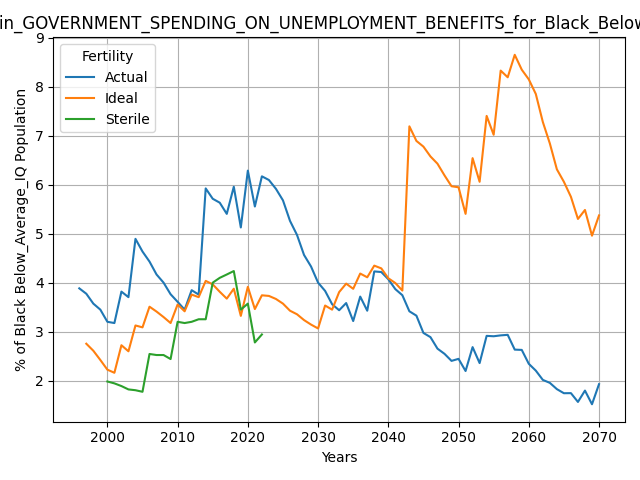 in_GOVERNMENT_SPENDING_ON_UNEMPLOYMENT_BENEFITS_for_Black_Below
Fertility
Actual
Ideal
Sterile
% of Black Below_Average_IQ Population
9
8
7
6
5
4
3
2
2000 2010 2020 2030 2040 2050 2060 2070
Years